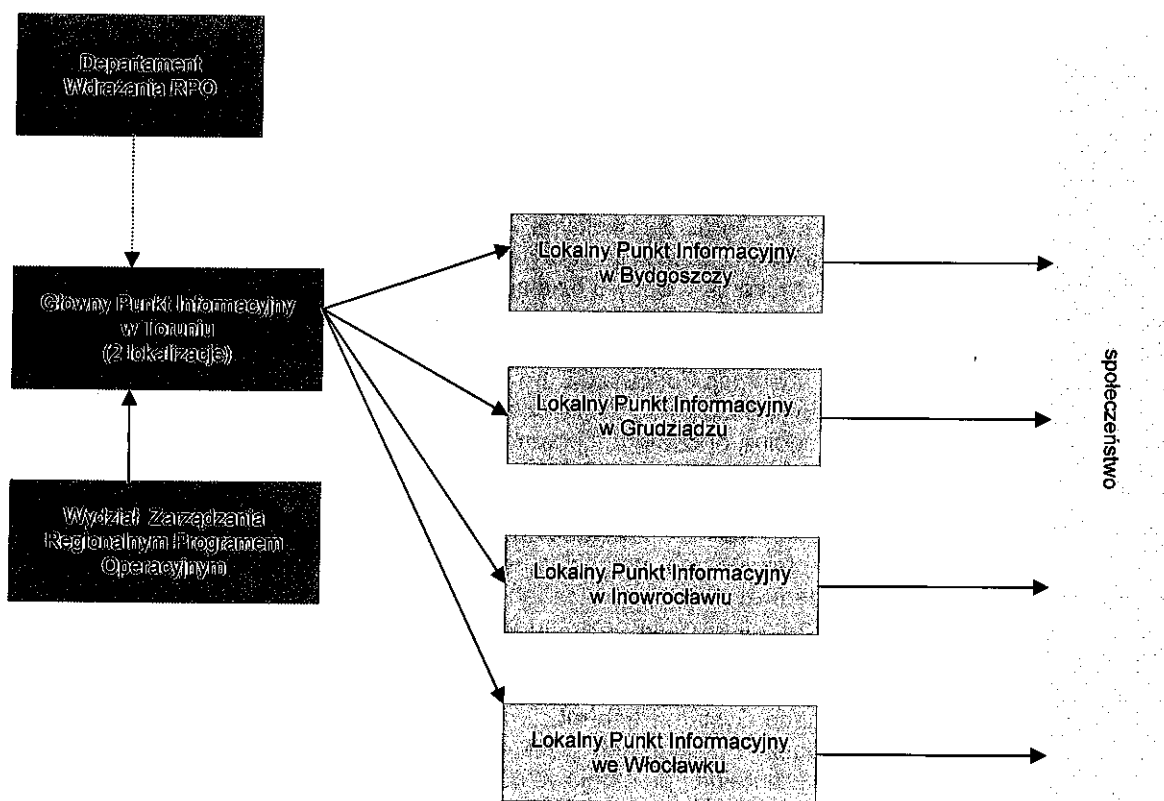 Departament
Wdrażania RPO
Główny Punkt Informacyjny
w Toruniu
(2 lokalizacje)
Wydział Zarządzania
Regionalnym Programem
Operacyjnym
Lokalny Punkt Informacyjny
w Bydgoszczy
Lokalny Punkt Informacyjny
w Grudziądzu
Lokalny Punkt Informacyjny
w Inowrocławiu
Lokalny Punkt Informacyjny
we Włocławku
społeczeństwo